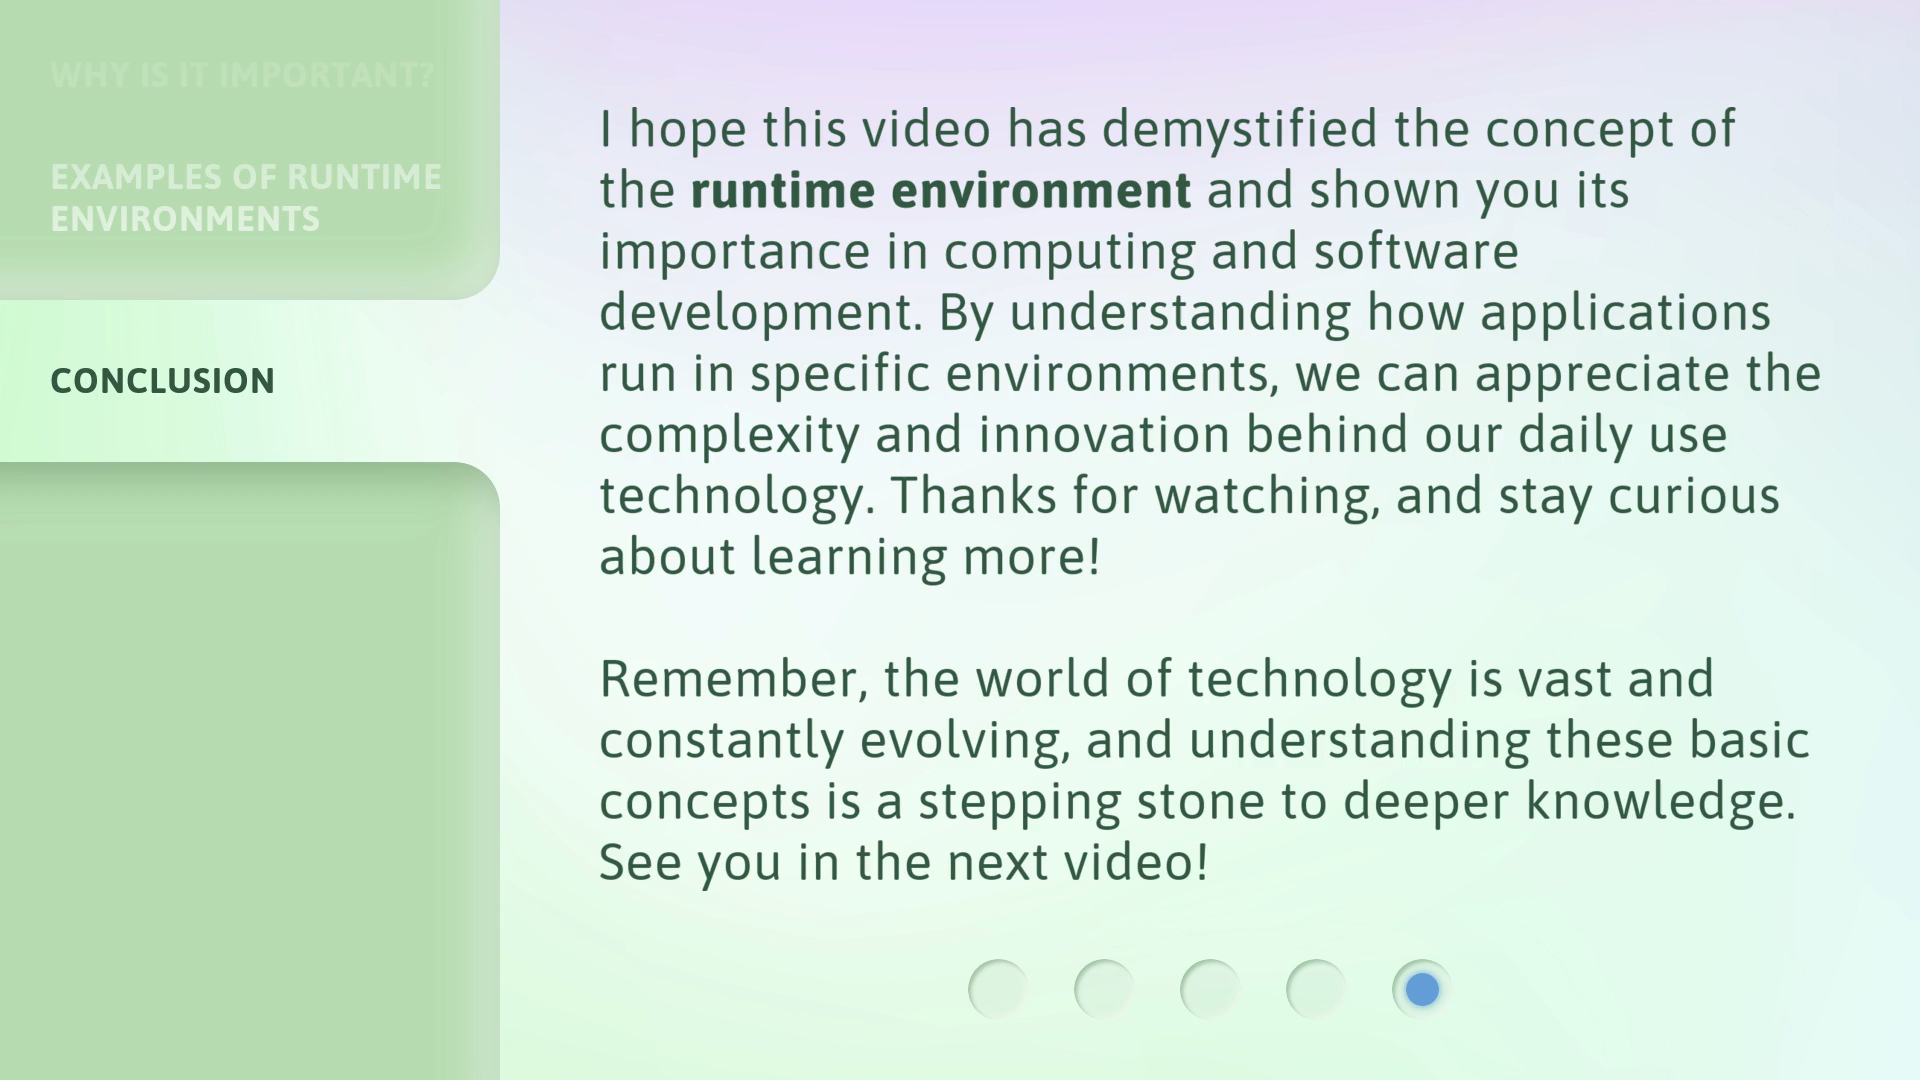 WHY IS IT IMPORTANT?
EXAMPLES OF RUNTIME
ENVIRONMENTS
CONCLUSION
I hope this video has demystified the concept of
the runtime environment and shown you its
importance in computing and software
development. By understanding how applications
run in specific environments, we can appreciate the
complexity and innovation behind our daily use
technology. Thanks for watching, and stay curious
about learning more!
Remember, the world of technology is vast and
constantly evolving, and understanding these basic
concepts is a stepping stone to deeper knowledge.
See you in the next video!